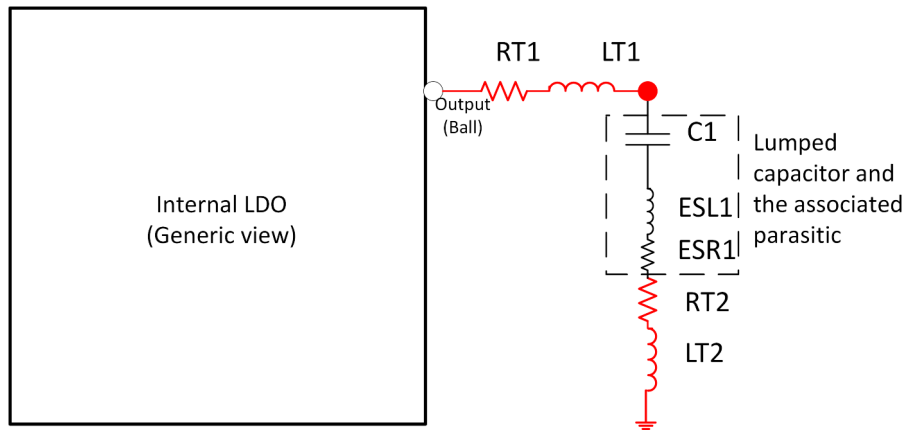 RT1
LT1
Output
(Ball)
C1
Lumped
capacitor and
the associated
parasitic
Internal LDO
(Generic view)
ESL1
ESR1
RT2
LT2